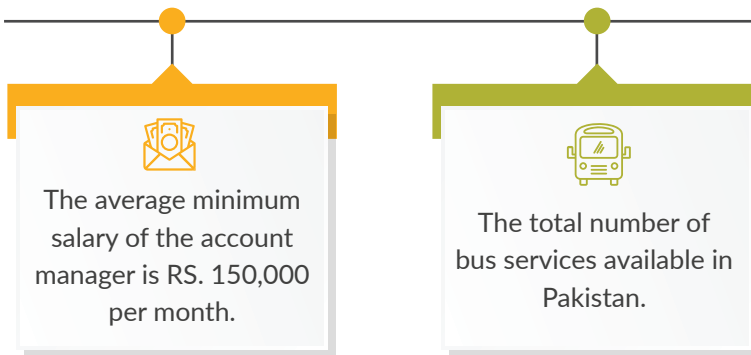 The average minimum
salary of the account
manager is RS. 150,000
per month.
The total number of
bus services available in
Pakistan.